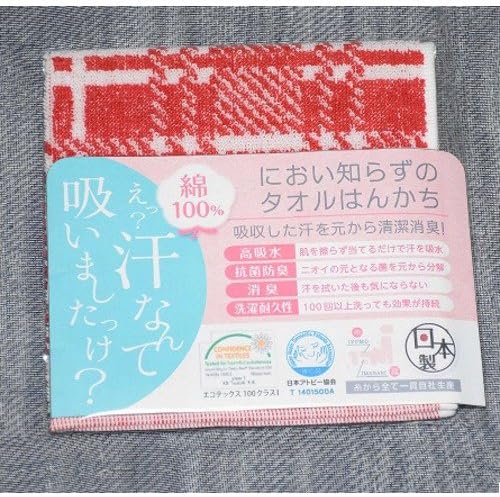 えっ?汗なんて
吸いましたっけ?
綿
100%
におい知らずの
タオルはんかち
吸収した汗を元から清潔消臭!
高吸水 肌を擦らず当てるだけで汗を吸水
抗菌防臭 ニオイの元となる菌を元から分解
消臭 汗を拭いた後も気にならない
洗濯耐久性 100回以上洗っても効果が持続
CONFIDENCE
IN TEXTILES
エコテックス100クラスⅠ
日本アトピー協会
T 1401500A
IMABARI
日本製
糸から全て一貫自社生産